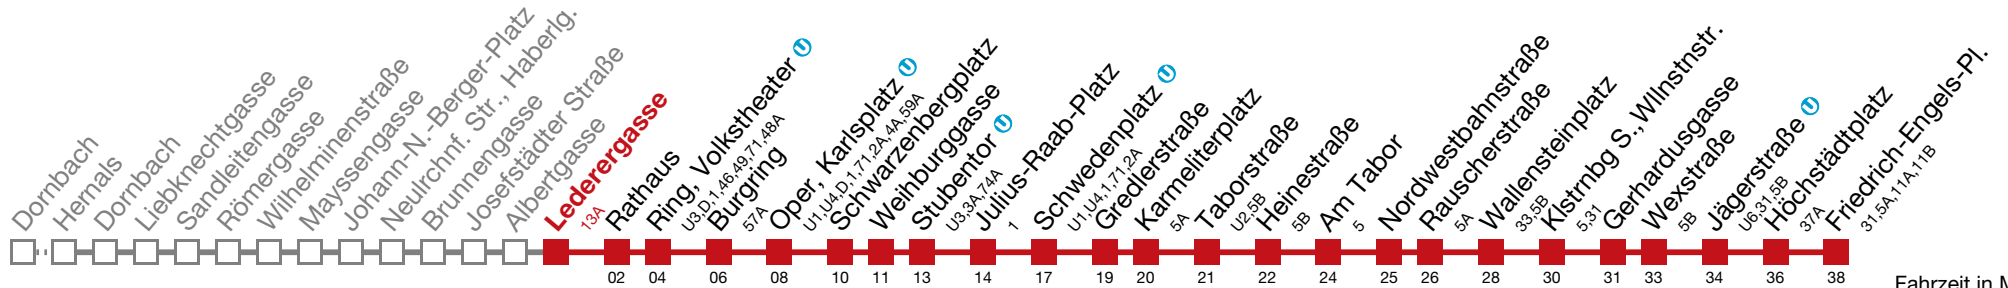 Dornbach
Hernals
Dornbach
Liebknechtgasse
Sandleitengasse
Römergasse
Wilhelminenstraße
Mayssengasse
Johann-N.-Berger-Platz
Neulrchnf. Str., Haberlg.
Brunnengasse
Josefstädter Straße
Albertgasse
Lederergasse
13A
Rathaus
Ring, Volkstheater U
U3,D,1,46,49,71,48A
Burgring
57A
Oper, Karlsplatz U
U1,U4,D,1,71,2A,4A,59A
Schwarzenbergplatz
Weihburggasse
Stubentor U
U3,3A,74A
Julius-Raab-Platz
1
Schwedenplatz U
U1,U4,1,71,2A
Gredlerstraße
Karmeliterplatz
5A
Taborstraße
U2,5B
Heinestraße
5B
Am Tabor
5
Nordwestbahnstraße
Rauscherstraße
5A
Wallensteinplatz
33,5B
Klstrnbg S., Wllnstnstr.
5,31
Gerhardusgasse
Wexstraße
5B
Jägerstraße U
U6,31,5B
Höchstädtplatz
37A
Friedrich-Engels-Pl.
31,5A,11A,11B
02 04 06 08 10 11 13 14 17 19 20 21 22 24 25 26 28 30 31 33 34 36 38
Fahrzeit in